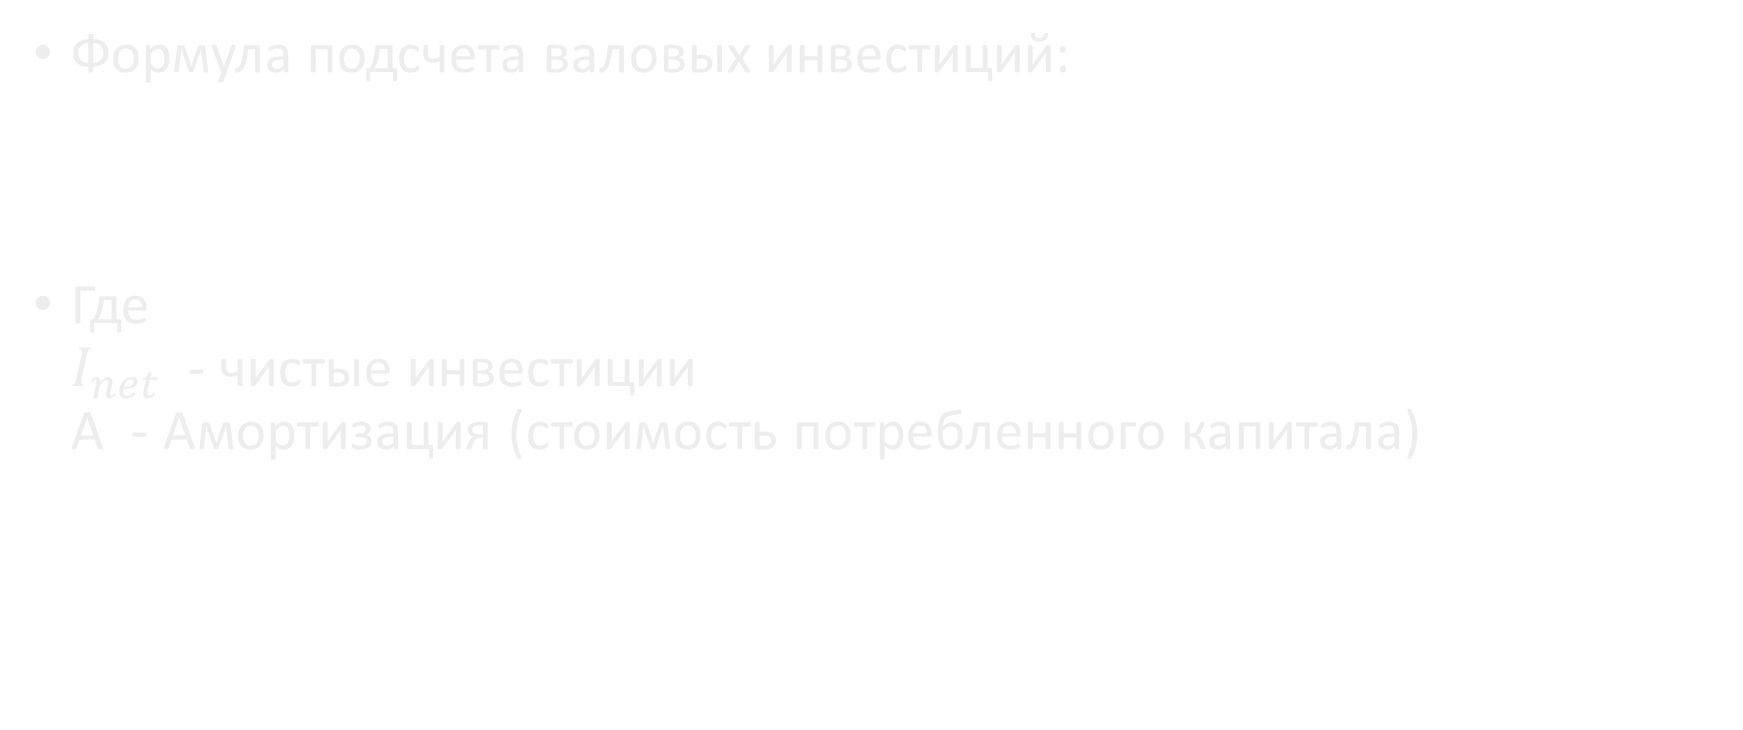 • Формула подсчета валовых инвестиций:
• Где
I_net - чистые инвестиции
А - Амортизация (стоимость потребленного капитала)